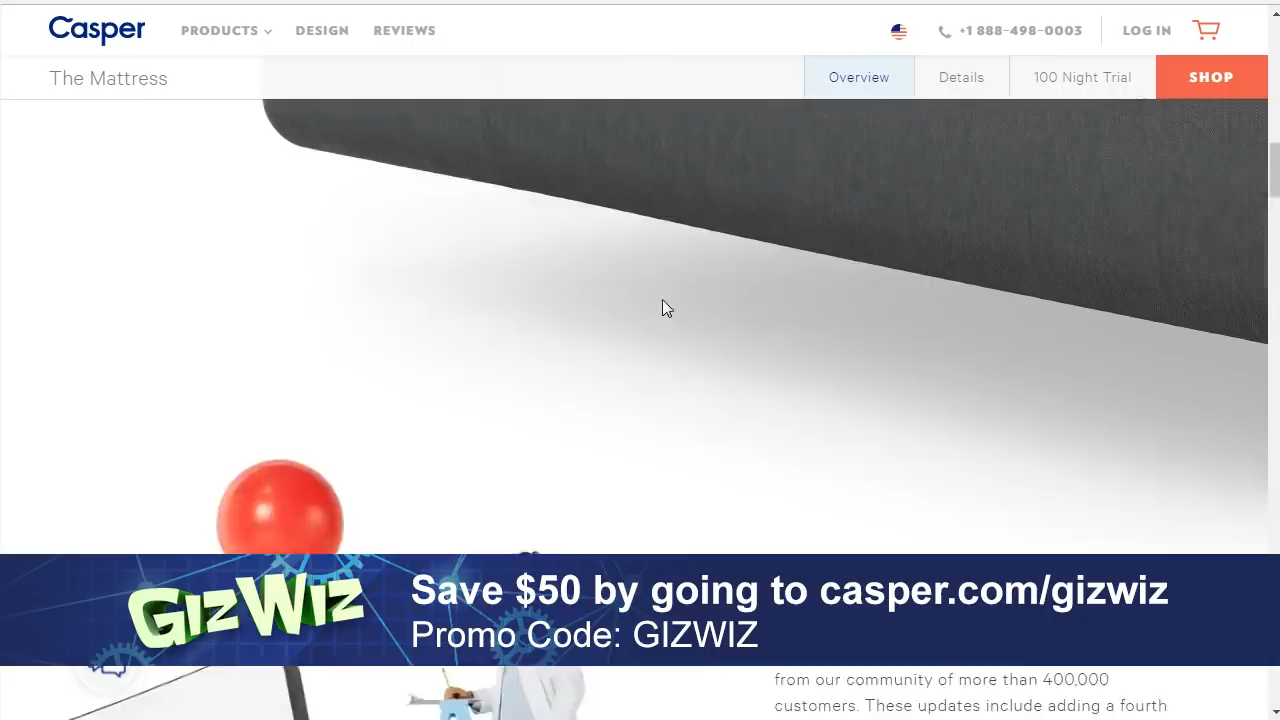 Casper
PRODUCTS
DESIGN
REVIEWS
+1 888-498-0003
LOG IN
The Mattress
Overview
Details
100 Night Trial
SHOP
GIZWIZ
Save $50 by going to casper.com/gizwiz
Promo Code: GIZWIZ
from our community of more than 400,000
customers. These updates include adding a fourth